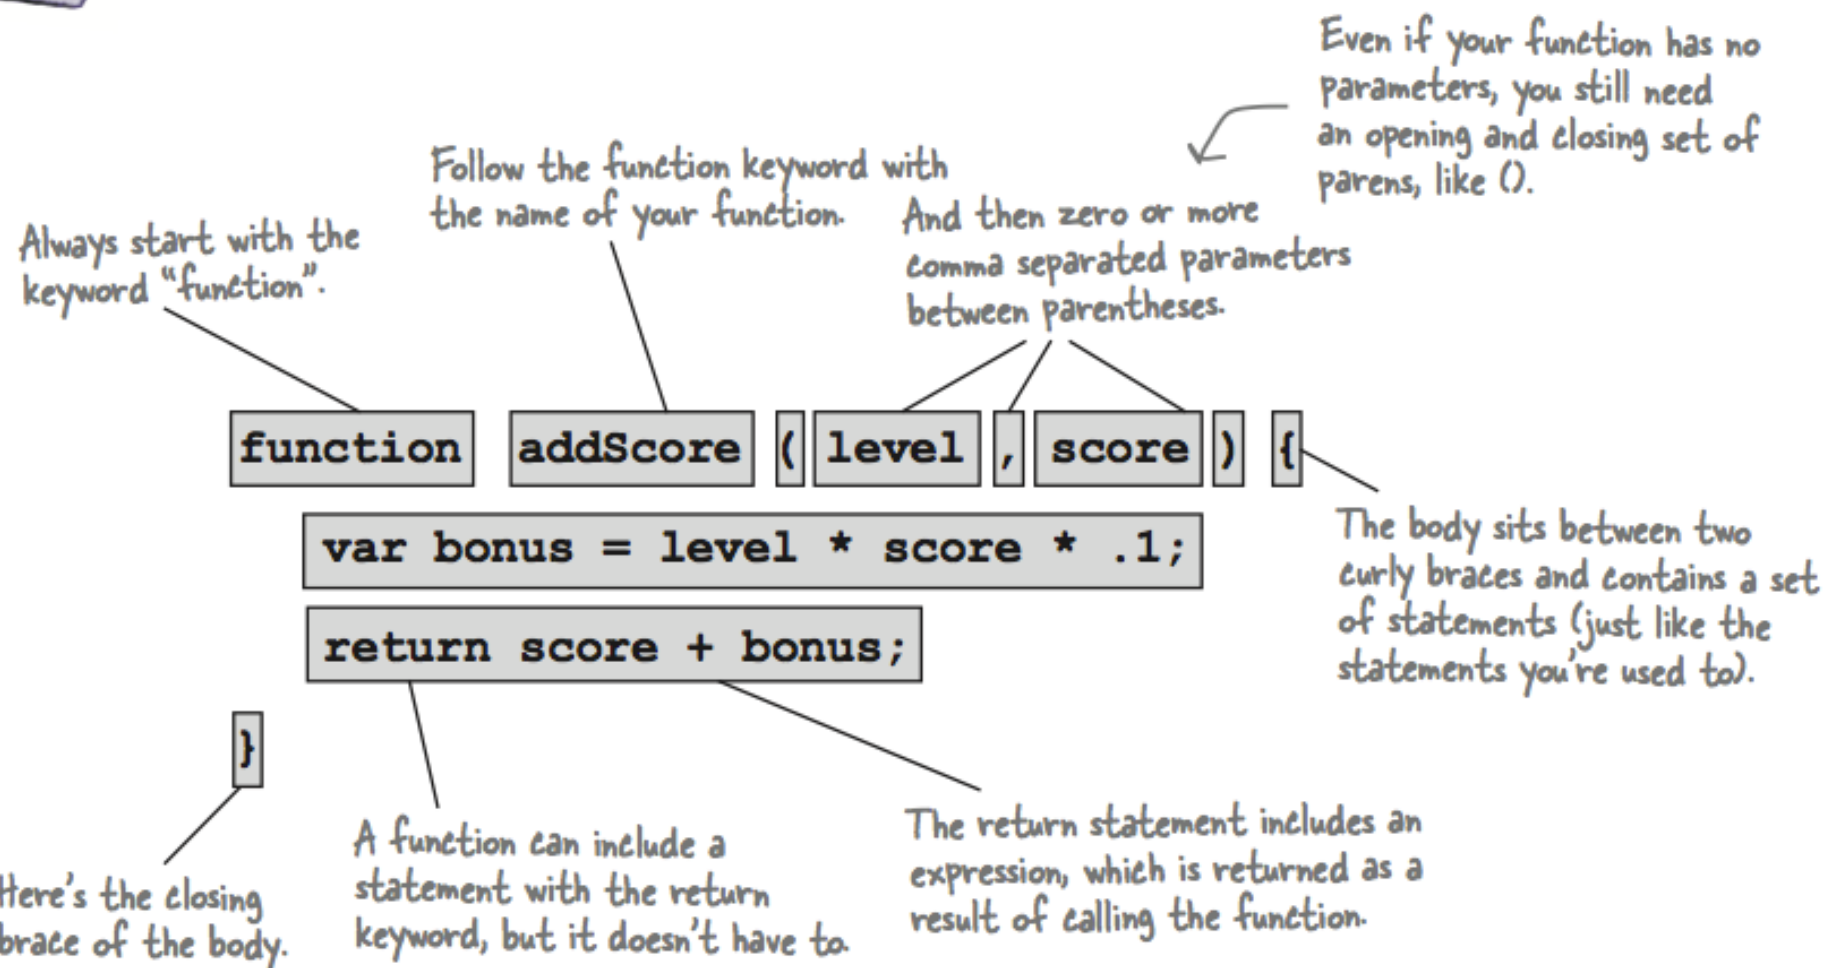 Even if your function has no
parameters, you still need
an opening and closing set of
parens, like ().
Follow the function keyword with
the name of your function.
And then zero or more
comma separated parameters
between parentheses.
Always start with the
keyword “function”.
function addScore ( level , score ) {
var bonus = level * score * .1;
return score + bonus;
}
The body sits between two
curly braces and contains a set
of statements (just like the
statements you're used to).
Here's the closing
brace of the body.
A function can include a
statement with the return
keyword, but it doesn't have to.
The return statement includes an
expression, which is returned as a
result of calling the function.